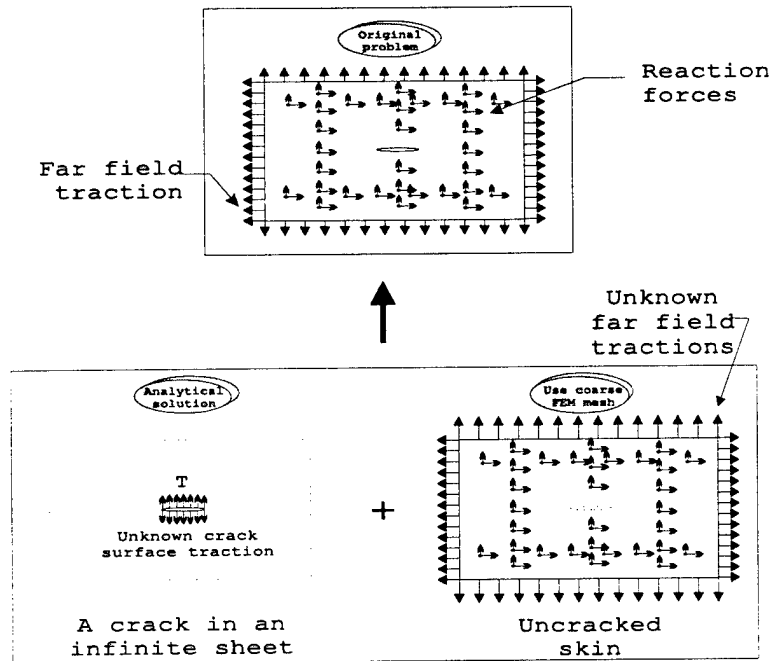 Original
problem
Reaction
forces
Far field
traction
Unknown
far field
tractions
Analytical
solution
Use coarse
FEM mesh
T
Unknown crack
surface traction
+
A crack in an
infinite sheet
Uncracked
skin